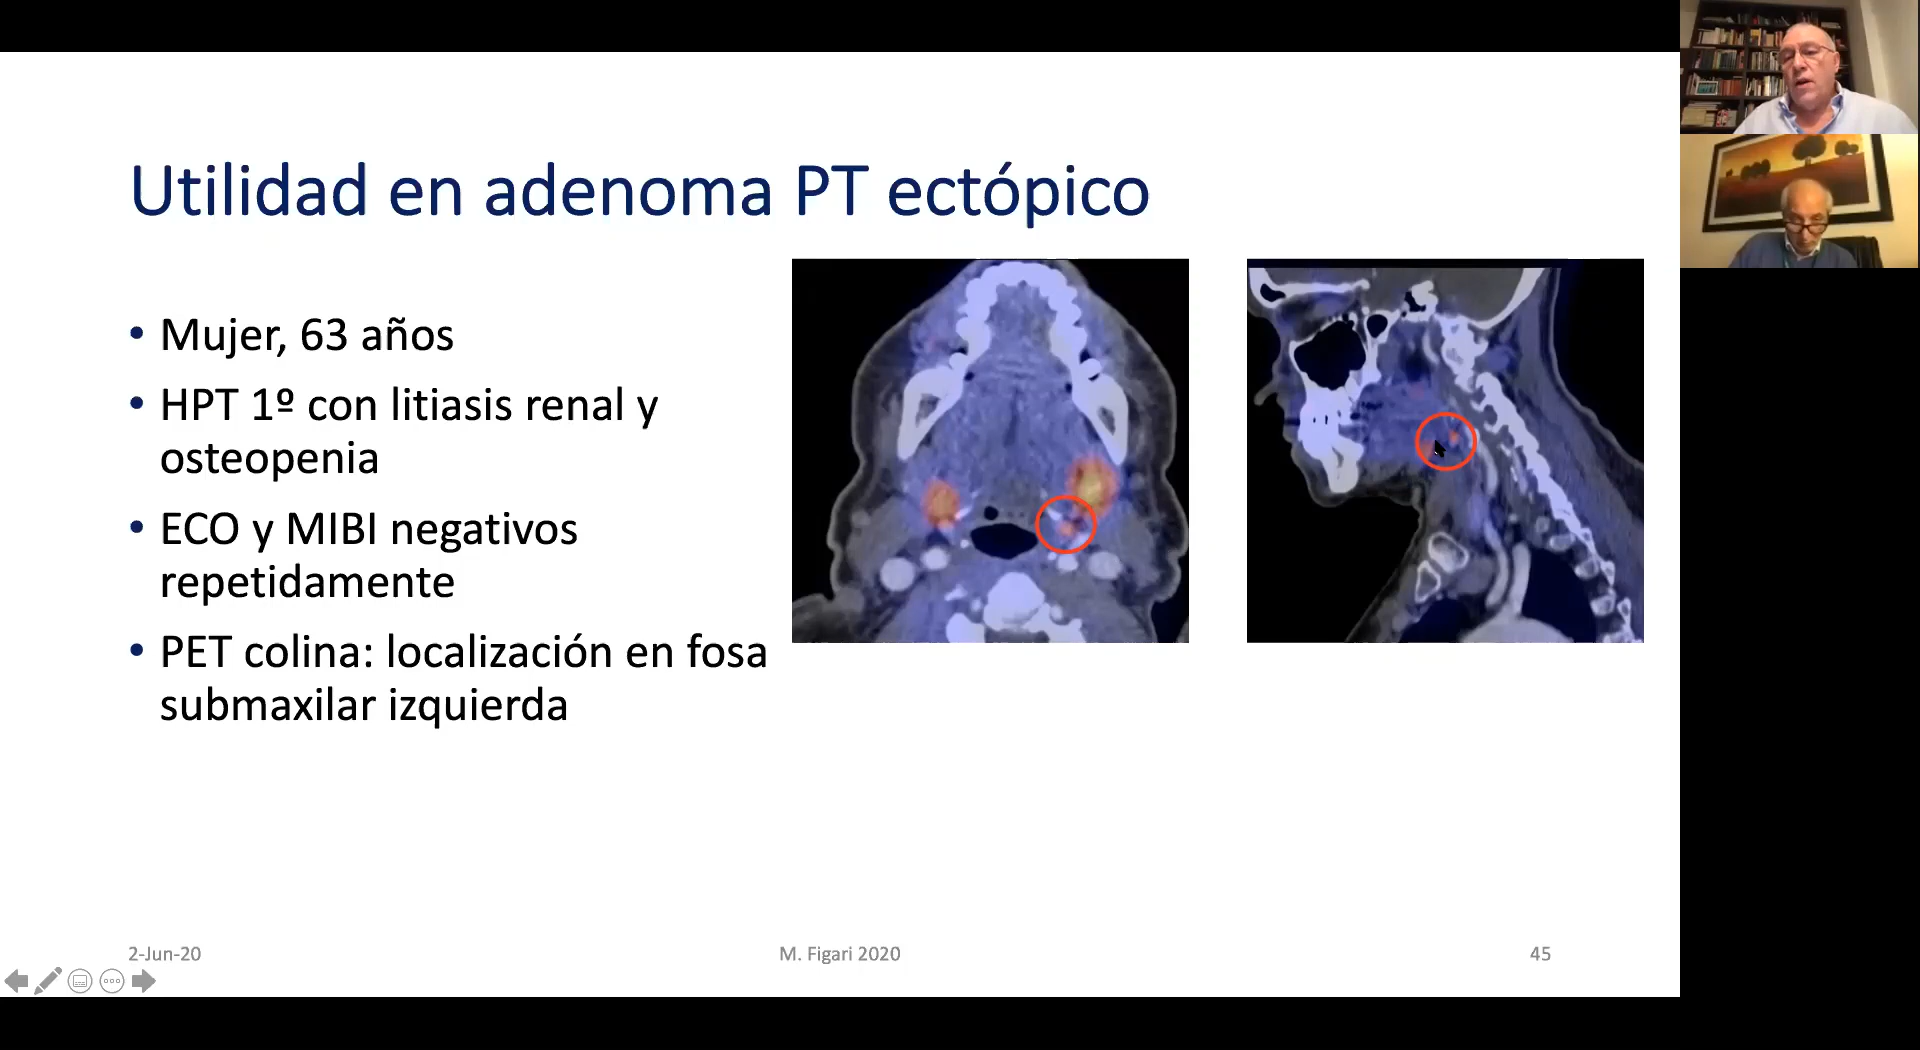 Utilidad en adenoma PT ectópico
• Mujer, 63 años
• HPT 1º con litiasis renal y
osteopenia
• ECO y MIBI negativos
repetidamente
• PET colina: localización en fosa
submaxilar izquierda
2-Jun-20
M. Figari 2020
45